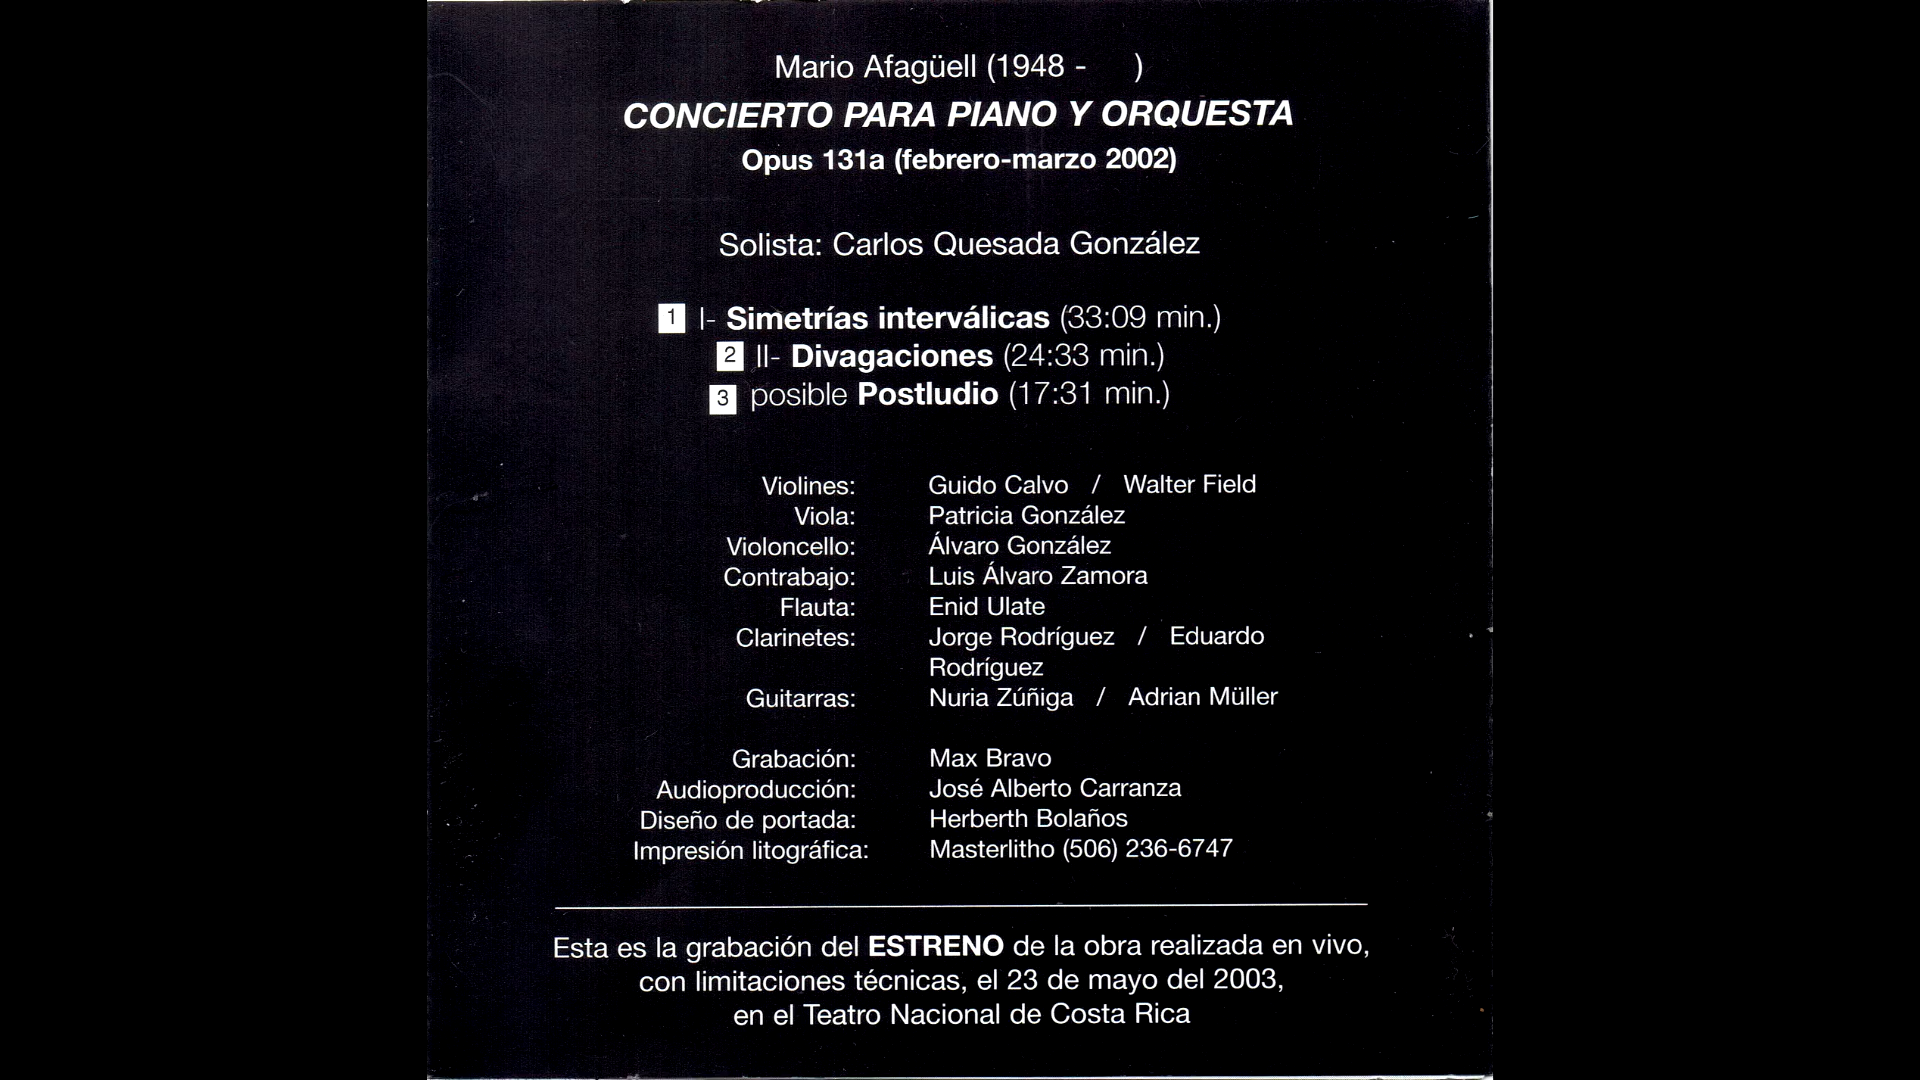 Mario Afagüell (1948 -     )
CONCIERTO PARA PIANO Y ORQUESTA
Opus 131a (febrero-marzo 2002)
Solista: Carlos Quesada González
1 I- Simetrías interválicas (33:09 min.)
2 II- Divagaciones (24:33 min.)
3 posible Postludio (17:31 min.)
Violines: Guido Calvo / Walter Field
Viola: Patricia González
Violoncello: Álvaro González
Contrabajo: Luis Álvaro Zamora
Flauta: Enid Ulate
Clarinetes: Jorge Rodríguez / Eduardo
Rodríguez
Guitarras: Nuria Zúñiga / Adrian Müller
Grabación: Max Bravo
Audioproducción: José Alberto Carranza
Diseño de portada: Herberth Bolaños
Impresión litográfica: Masterlitho (506) 236-6747
Esta es la grabación del ESTRENO de la obra realizada en vivo,
con limitaciones técnicas, el 23 de mayo del 2003,
en el Teatro Nacional de Costa Rica